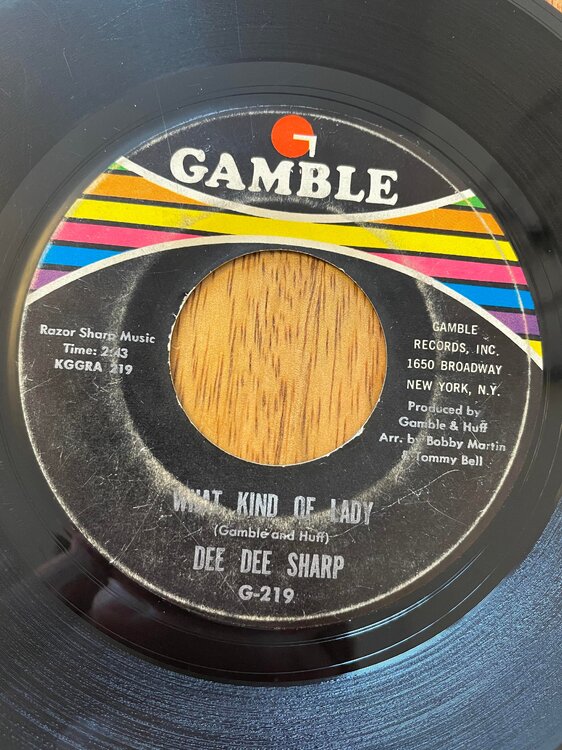 G
GAMBLE
Razor Sharp Music
Time: 2:43
KGGRA 219
GAMBLE
RECORDS, INC.
1650 BROADWAY
NEW YORK, N.Y.
Produced by
Gamble & Huff
Arr. by Bobby Martin
& Tommy Bell
WHAT KIND OF LADY
(Gamble and Huff)
DEE DEE SHARP
G-219